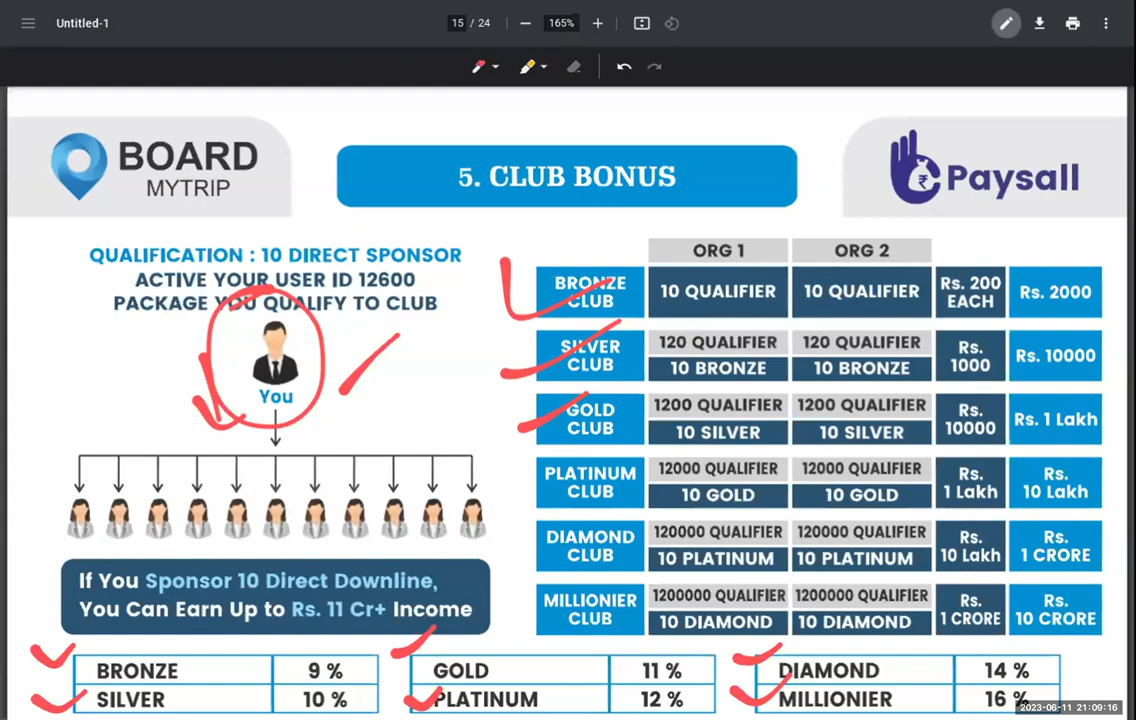 Untitled-1
15 / 24
165%
BOARD
MYTRIP
5. CLUB BONUS
Paysall
QUALIFICATION : 10 DIRECT SPONSOR
ACTIVE YOUR USER ID 12600
PACKAGE YOU QUALIFY TO CLUB
You
If You Sponsor 10 Direct Downline,
You Can Earn Up to Rs. 11 Cr+ Income
ORG 1 ORG 2
BRONZE CLUB 10 QUALIFIER 10 QUALIFIER Rs. 200 EACH Rs. 2000
SILVER CLUB 120 QUALIFIER 120 QUALIFIER Rs. 1000 Rs. 10000
10 BRONZE 10 BRONZE
GOLD CLUB 1200 QUALIFIER 1200 QUALIFIER Rs. 10000 Rs. 1 Lakh
10 SILVER 10 SILVER
PLATINUM CLUB 12000 QUALIFIER 12000 QUALIFIER Rs. 1 Lakh Rs. 10 Lakh
10 GOLD 10 GOLD
DIAMOND CLUB 120000 QUALIFIER 120000 QUALIFIER Rs. 10 Lakh Rs. 1 CRORE
10 PLATINUM 10 PLATINUM
MILLIONIER CLUB 1200000 QUALIFIER 1200000 QUALIFIER Rs. 1 CRORE Rs. 10 CRORE
10 DIAMOND 10 DIAMOND
BRONZE 9 % GOLD 11 % DIAMOND 14 %
SILVER 10 % PLATINUM 12 % MILLIONIER 16 %
2023-06-11 21:09:16